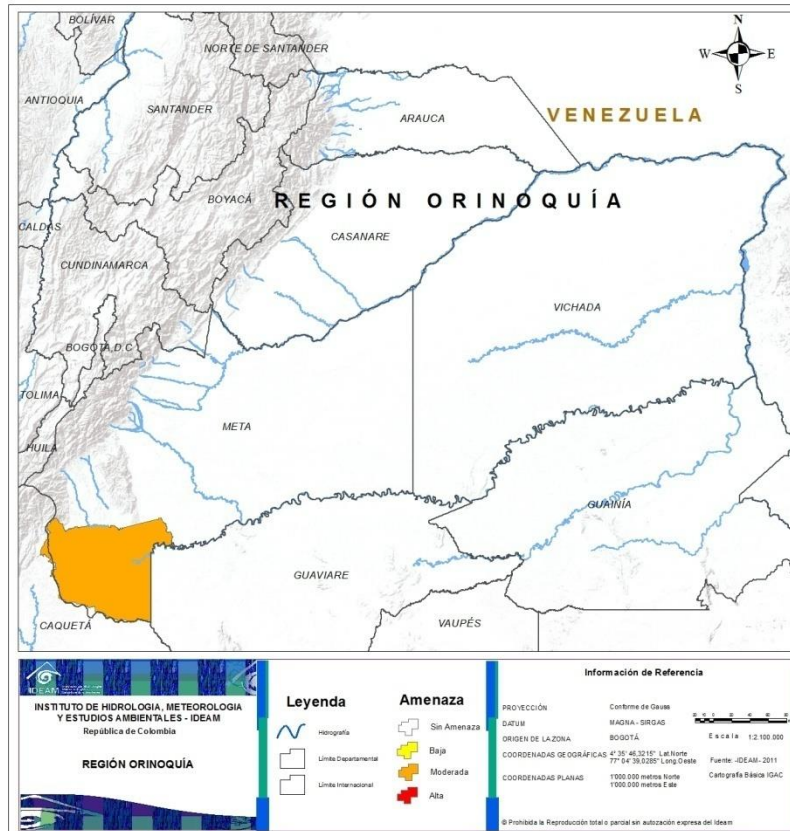 BOLÍVAR
NORTE DE SANTANDER
N
W E
S
ANTIOQUIA
SANTANDER
ARAUCA
VENEZUELA
BOYACÁ
REGIÓN ORINOQUÍA
CALDAS
CASANARE
CUNDINAMARCA
VICHADA
BOGOTÁ, D.C
TOLIMA
META
HUILA
GUAINÍA
GUAVIARE
CAQUETÁ
VAUPÉS
IDEAM
INSTITUTO DE HIDROLOGIA, METEOROLOGIA
Y ESTUDIOS AMBIENTALES - IDEAM
República de Colombia
REGIÓN ORINOQUÍA
Leyenda
Hidrografía
Límite Departamental
Límite Internacional
Amenaza
Sin Amenaza
Baja
Moderada
Alta
Información de Referencia
PROYECCIÓN Conforme de Gauss
DATUM MAGNA - SIRGAS
ORIGEN DE LA ZONA BOGOTÁ
Escala 1:2.100.000
COORDENADAS GEOGRÁFICAS 4° 35' 46,3215" Lat.Norte
77° 04' 39,0285" Long.Oeste
Fuente: -IDEAM- 2011
COORDENADAS PLANAS 1'000.000 metros Norte
1'000.000 metros Este
Cartografía Básica IGAC
© Prohibida la Reproducción total o parcial sin autozación expresa del Ideam